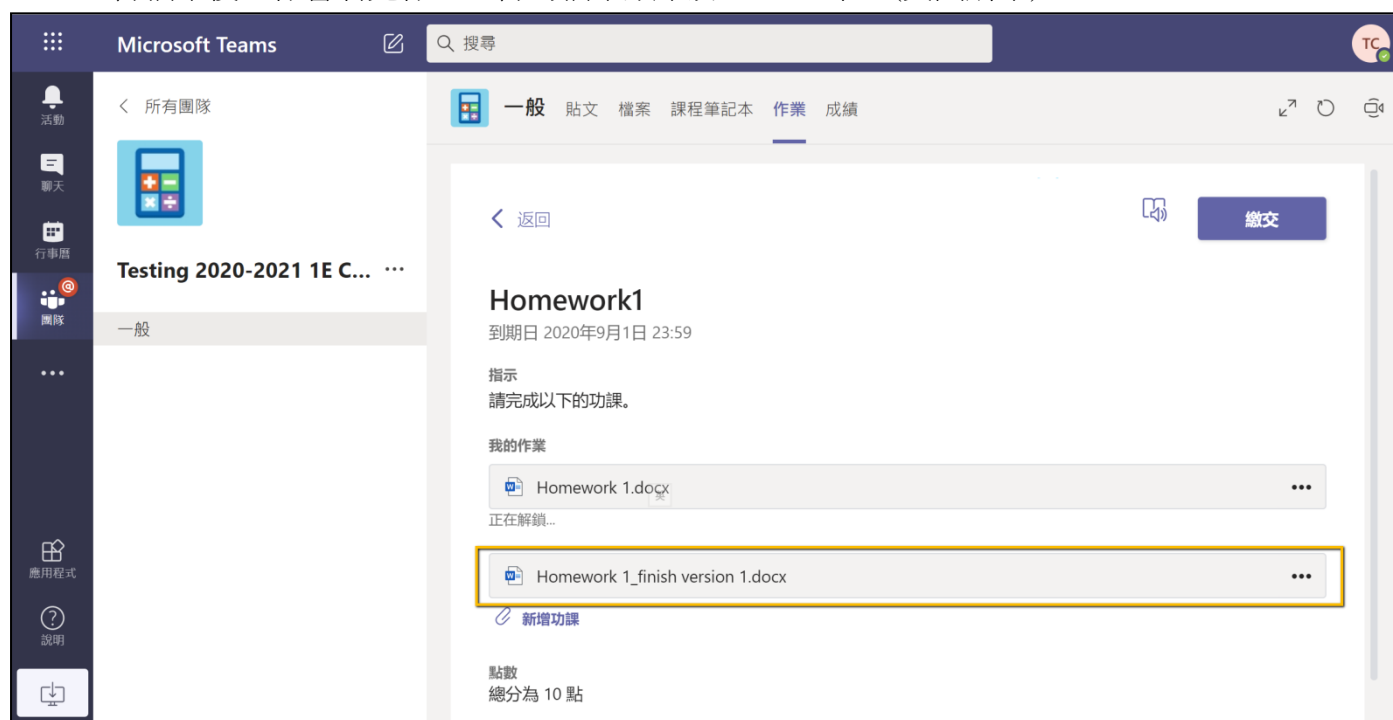 Microsoft Teams
搜尋
TC
活動
聊天
行事曆
團隊
應用程式
說明
所有團隊
Testing 2020-2021 1E C... ...
一般
一般 貼文 檔案 課程筆記本 作業 成績
返回
繳交
Homework1
到期日 2020年9月1日 23:59
指示
請完成以下的功課。
我的作業
Homework 1.docx
英
正在解鎖...
Homework 1_finish version 1.docx
新增功課
點數
總分為 10 點